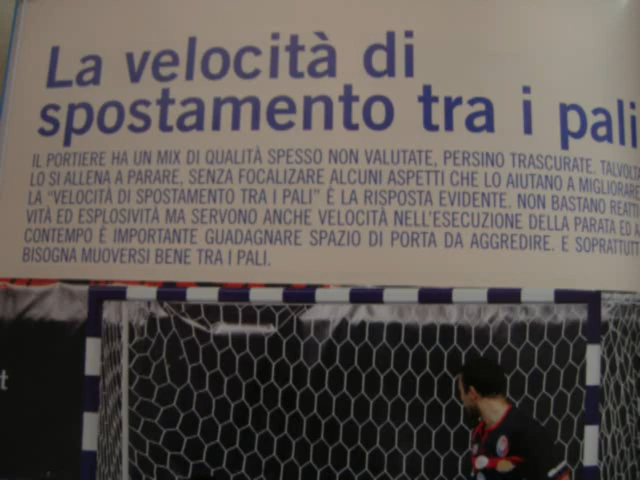 La velocità di
spostamento tra i pali
IL PORTIERE HA UN MIX DI QUALITÀ SPESSO NON VALUTATE, PERSINO TRASCURATE. TALVOLT
LO SI ALLENA A PARARE, SENZA FOCALIZARE ALCUNI ASPETTI CHE LO AIUTANO A MIGLIORARE
LA "VELOCITÀ DI SPOSTAMENTO TRA I PALI" È LA RISPOSTA EVIDENTE. NON BASTANO REATTI
VITÀ ED ESPLOSIVITÀ MA SERVONO ANCHE VELOCITÀ NELL'ESECUZIONE DELLA PARATA ED A
CONTEMPO È IMPORTANTE GUADAGNARE SPAZIO DI PORTA DA AGGREDIRE. E SOPRATTUTT
BISOGNA MUOVERSI BENE TRA I PALI.
t